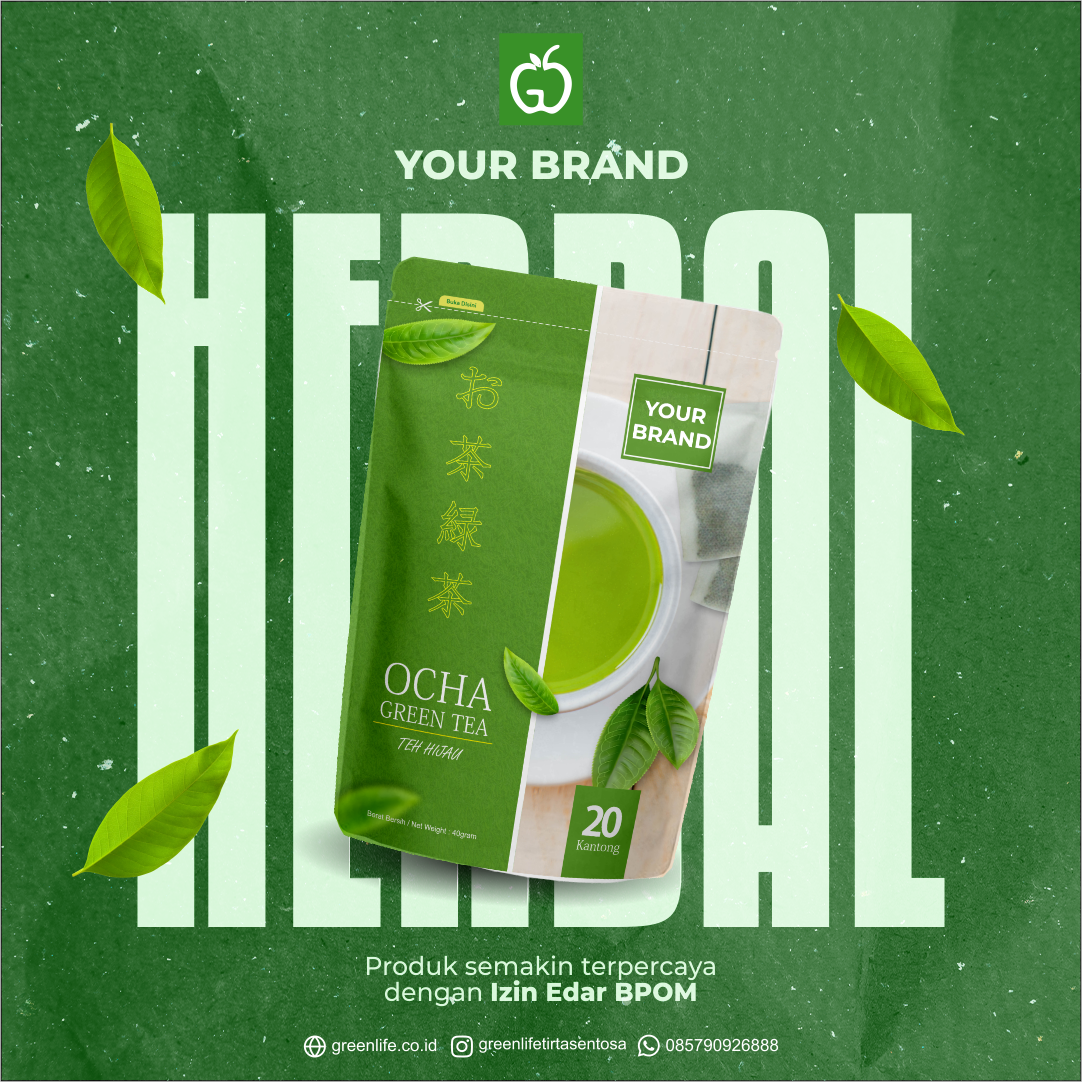 YOUR BRAND
HERBAL
Buka Disini
お
茶
緑
茶
YOUR
BRAND
OCHA
GREEN TEA
TEH HIJAU
Berat Bersih / Net Weight : 40gram
20
Kantong
Produk semakin terpercaya
dengan Izin Edar BPOM
greenlife.co.id greenlifetirtasentosa 085790926888